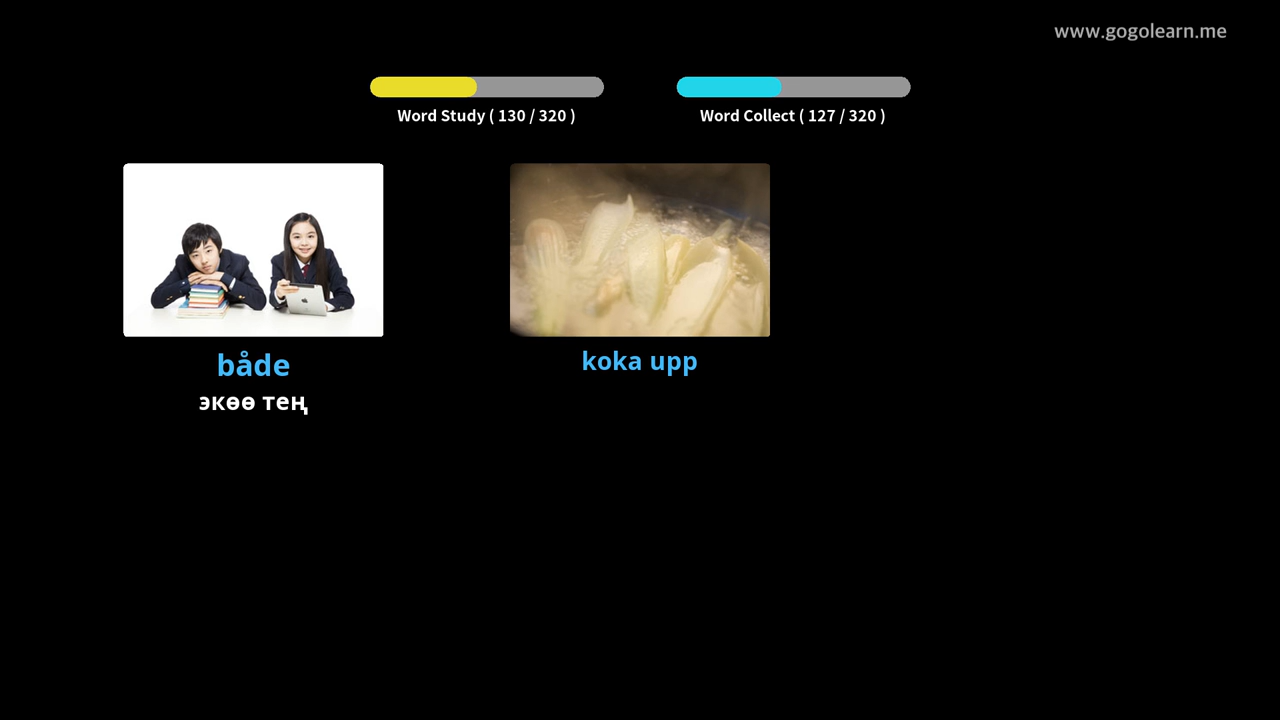 www.gogolearn.me
Word Study ( 130 / 320 )
Word Collect ( 127 / 320 )
både
экөө тең
koka upp